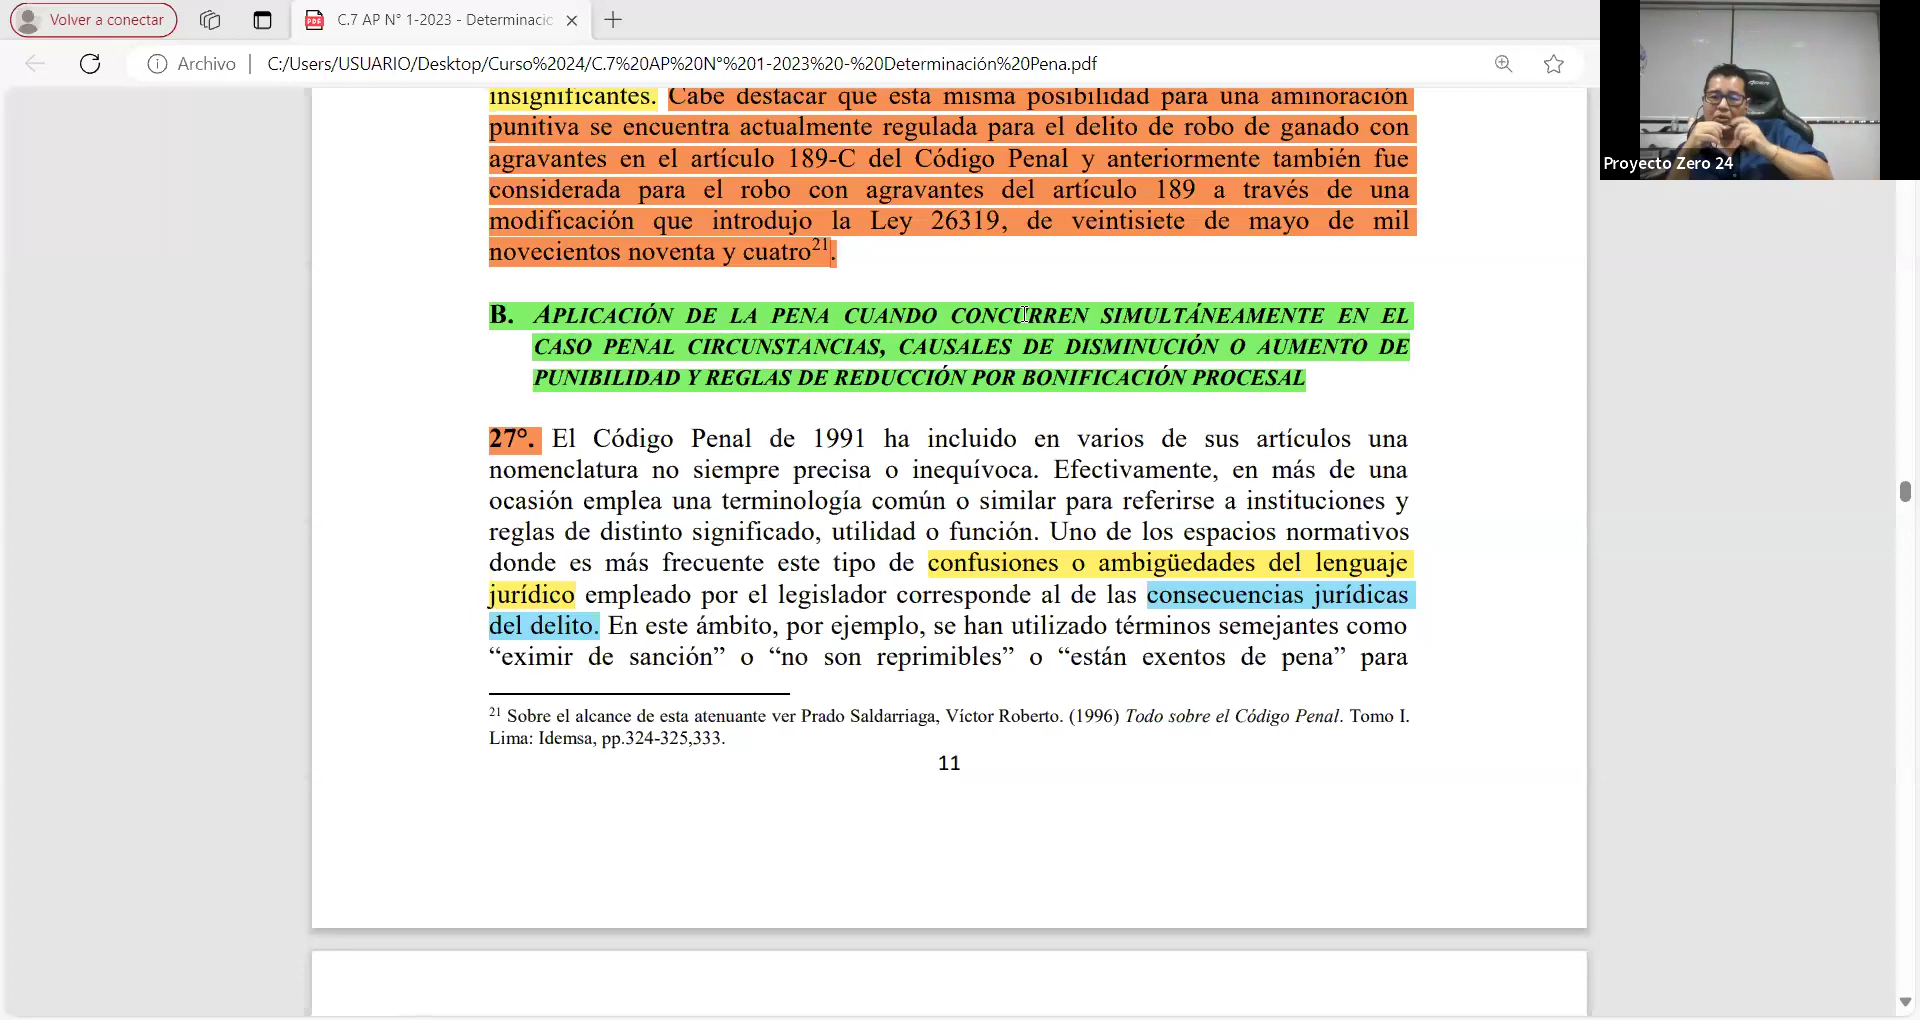 Volver a conectar
C.7 AP N° 1-2023 - Determinació
Archivo
C:/Users/USUARIO/Desktop/Curso%2024/C.7%20AP%20N°%201-2023%20-%20Determinación%20Pena.pdf
Proyecto Zero 24
insignificantes. Cabe destacar que esta misma posibilidad para una aminoración
punitiva se encuentra actualmente regulada para el delito de robo de ganado con
agravantes en el artículo 189-C del Código Penal y anteriormente también fue
considerada para el robo con agravantes del artículo 189 a través de una
modificación que introdujo la Ley 26319, de veintisiete de mayo de mil
novecientos noventa y cuatro21.
B. APLICACIÓN DE LA PENA CUANDO CONCURREN SIMULTÁNEAMENTE EN EL
CASO PENAL CIRCUNSTANCIAS, CAUSALES DE DISMINUCIÓN O AUMENTO DE
PUNIBILIDAD Y REGLAS DE REDUCCIÓN POR BONIFICACIÓN PROCESAL
27°. El Código Penal de 1991 ha incluido en varios de sus artículos una
nomenclatura no siempre precisa o inequívoca. Efectivamente, en más de una
ocasión emplea una terminología común o similar para referirse a instituciones y
reglas de distinto significado, utilidad o función. Uno de los espacios normativos
donde es más frecuente este tipo de confusiones o ambigüedades del lenguaje
jurídico empleado por el legislador corresponde al de las consecuencias jurídicas
del delito. En este ámbito, por ejemplo, se han utilizado términos semejantes como
“eximir de sanción” o “no son reprimibles” o “están exentos de pena” para
21 Sobre el alcance de esta atenuante ver Prado Saldarriaga, Víctor Roberto. (1996) Todo sobre el Código Penal. Tomo I.
Lima: Idemsa, pp.324-325,333.
11